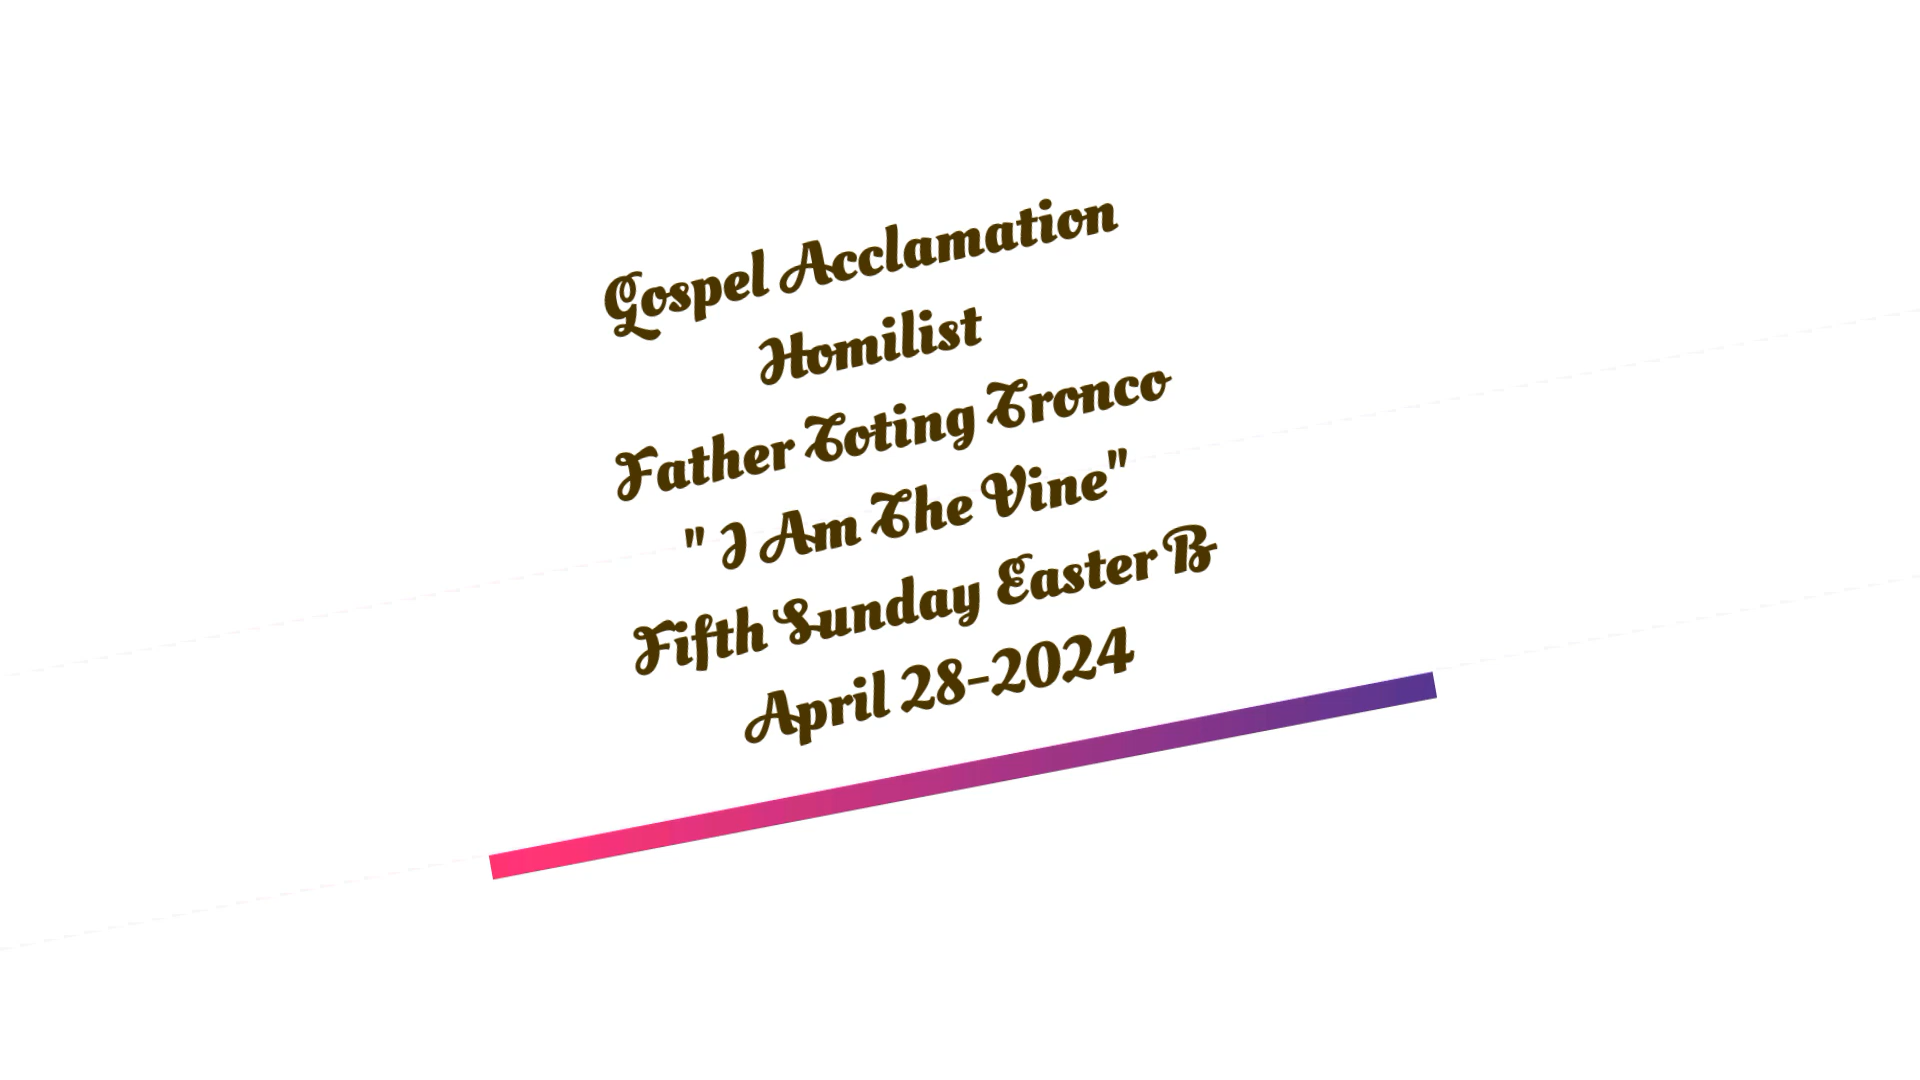 Gospel Acclamation
Homilist
Father Toting Tronco
" I Am The Vine"
Fifth Sunday Easter B
April 28-2024